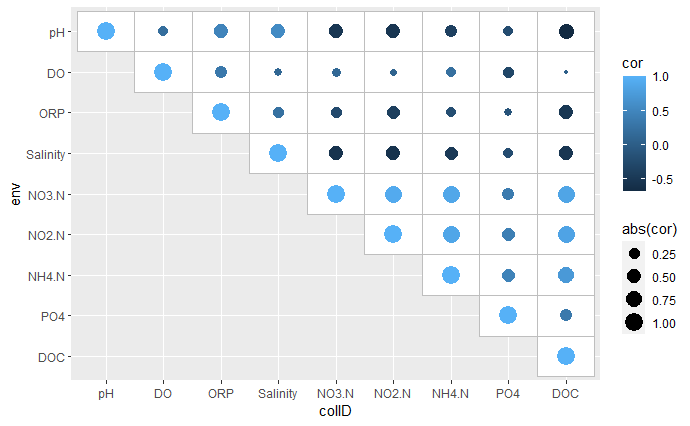 pH
DO
ORP
Salinity
NO3.N
NO2.N
NH4.N
PO4
DOC
env
pH DO ORP Salinity NO3.N NO2.N NH4.N PO4 DOC
colID
cor
1.0
0.5
0.0
-0.5
abs(cor)
0.25
0.50
0.75
1.00